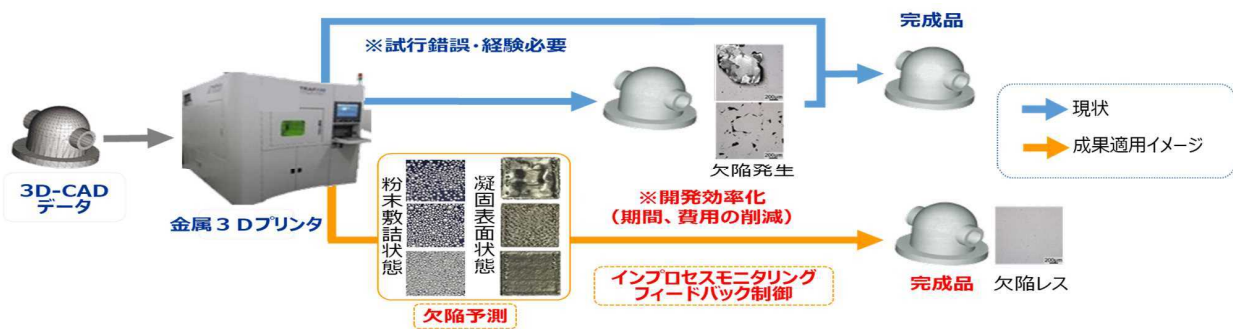 完成品
※試行錯誤・経験必要
現状
成果適用イメージ
200μm
200μm
欠陥発生
3D-CAD
データ
金属3Dプリンタ
粉末敷詰状態
凝固表面状態
欠陥予測
※開発効率化
（期間、費用の削減）
インプロセスモニタリング
フィードバック制御
200μm
完成品
欠陥レス